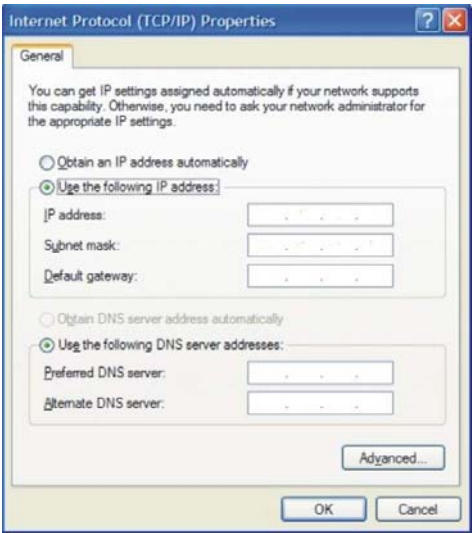 Internet Protocol (TCP/IP) Properties
General
You can get IP settings assigned automatically if your network supports
this capability. Otherwise, you need to ask your network administrator for
the appropriate IP settings.
Obtain an IP address automatically
Use the following IP address:
IP address:
Subnet mask:
Default gateway:
Obtain DNS server address automatically
Use the following DNS server addresses:
Preferred DNS server:
Alternate DNS server:
Advanced...
OK Cancel